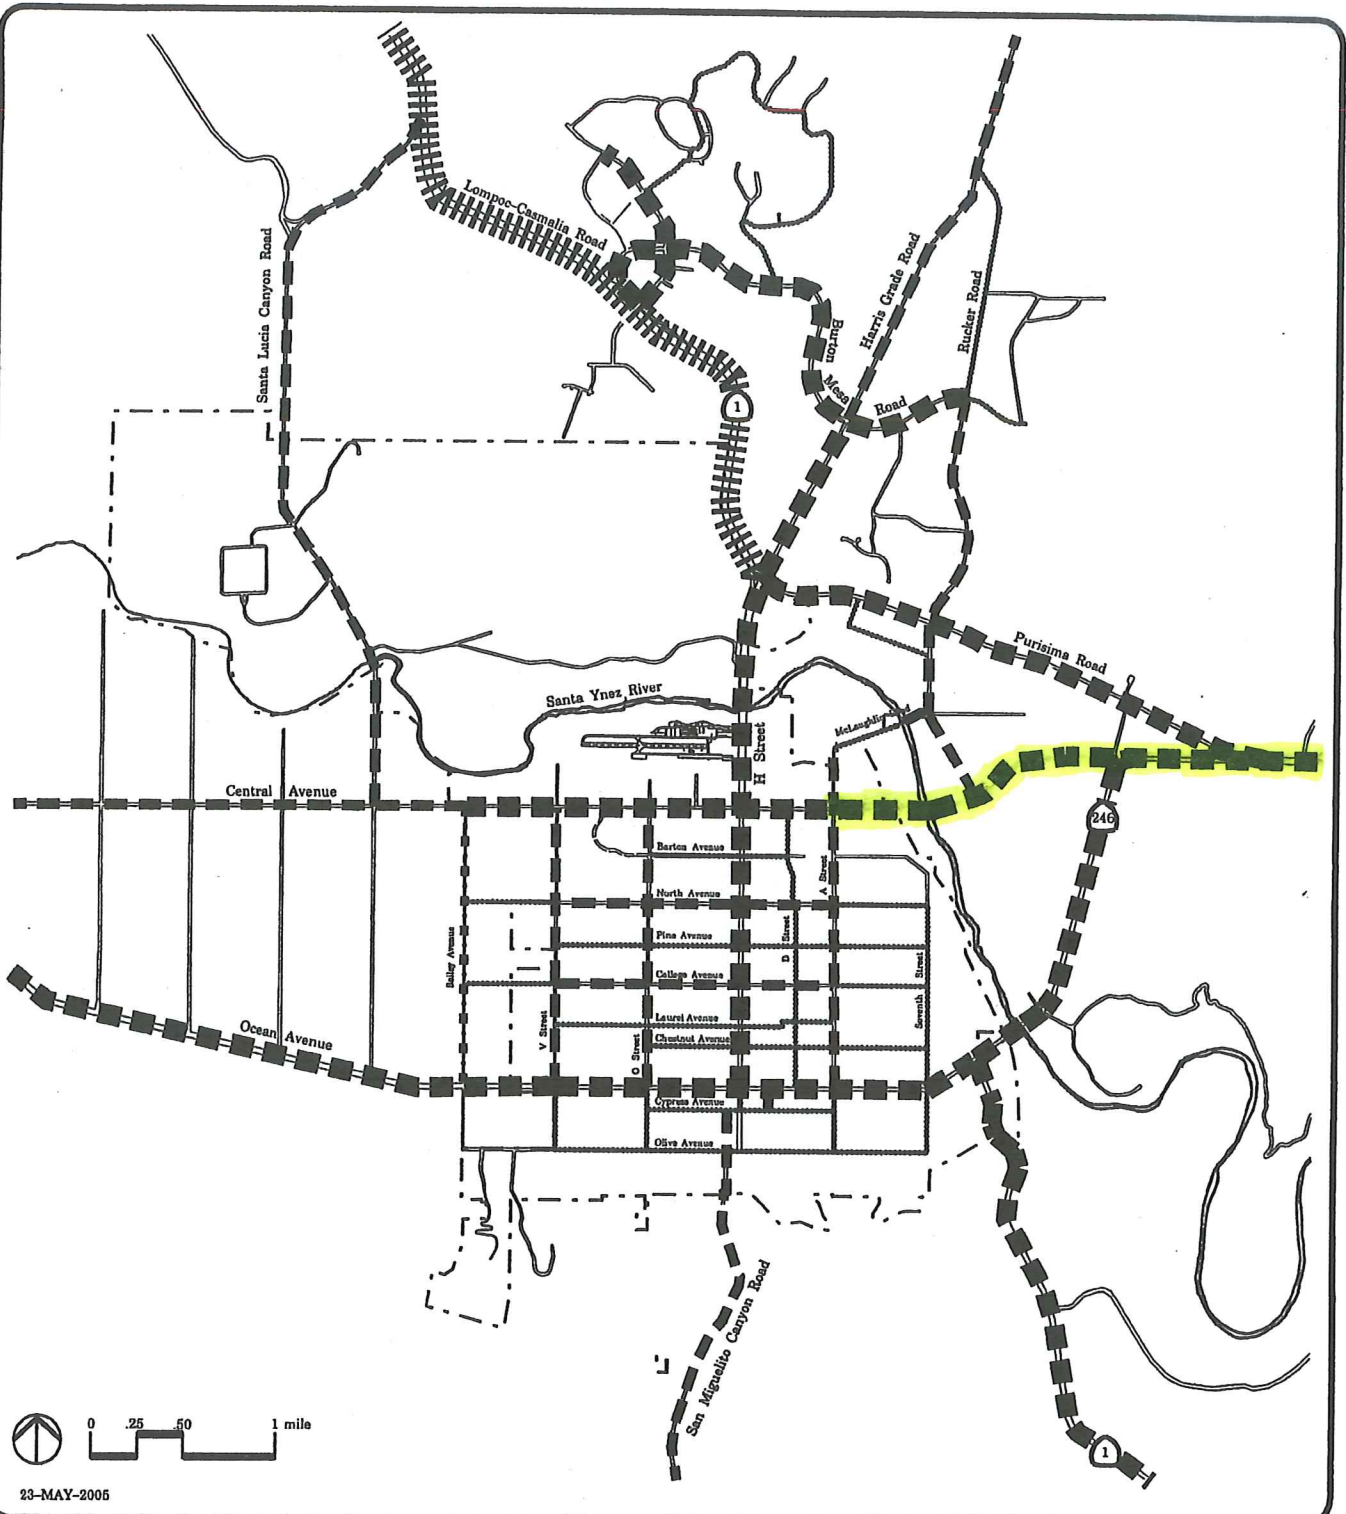 Lompoc-Casmalia Road
Santa Lucia Canyon Road
Harris Grade Road
Rucker Road
Burton
Mesa
Road
1
Purisima Road
Santa Ynez River
McLaughlin Road
H Street
Central Avenue
246
Barton Avenue
A Street
North Avenue
Pine Avenue
D Street
Bailey Avenue
College Avenue
Seventh Street
Laurel Avenue
V Street
O Street
Chestnut Avenue
Ocean Avenue
Cypress Avenue
Olive Avenue
San Miguelito Canyon Road
0 .25 .50 1 mile
1
23-MAY-2005